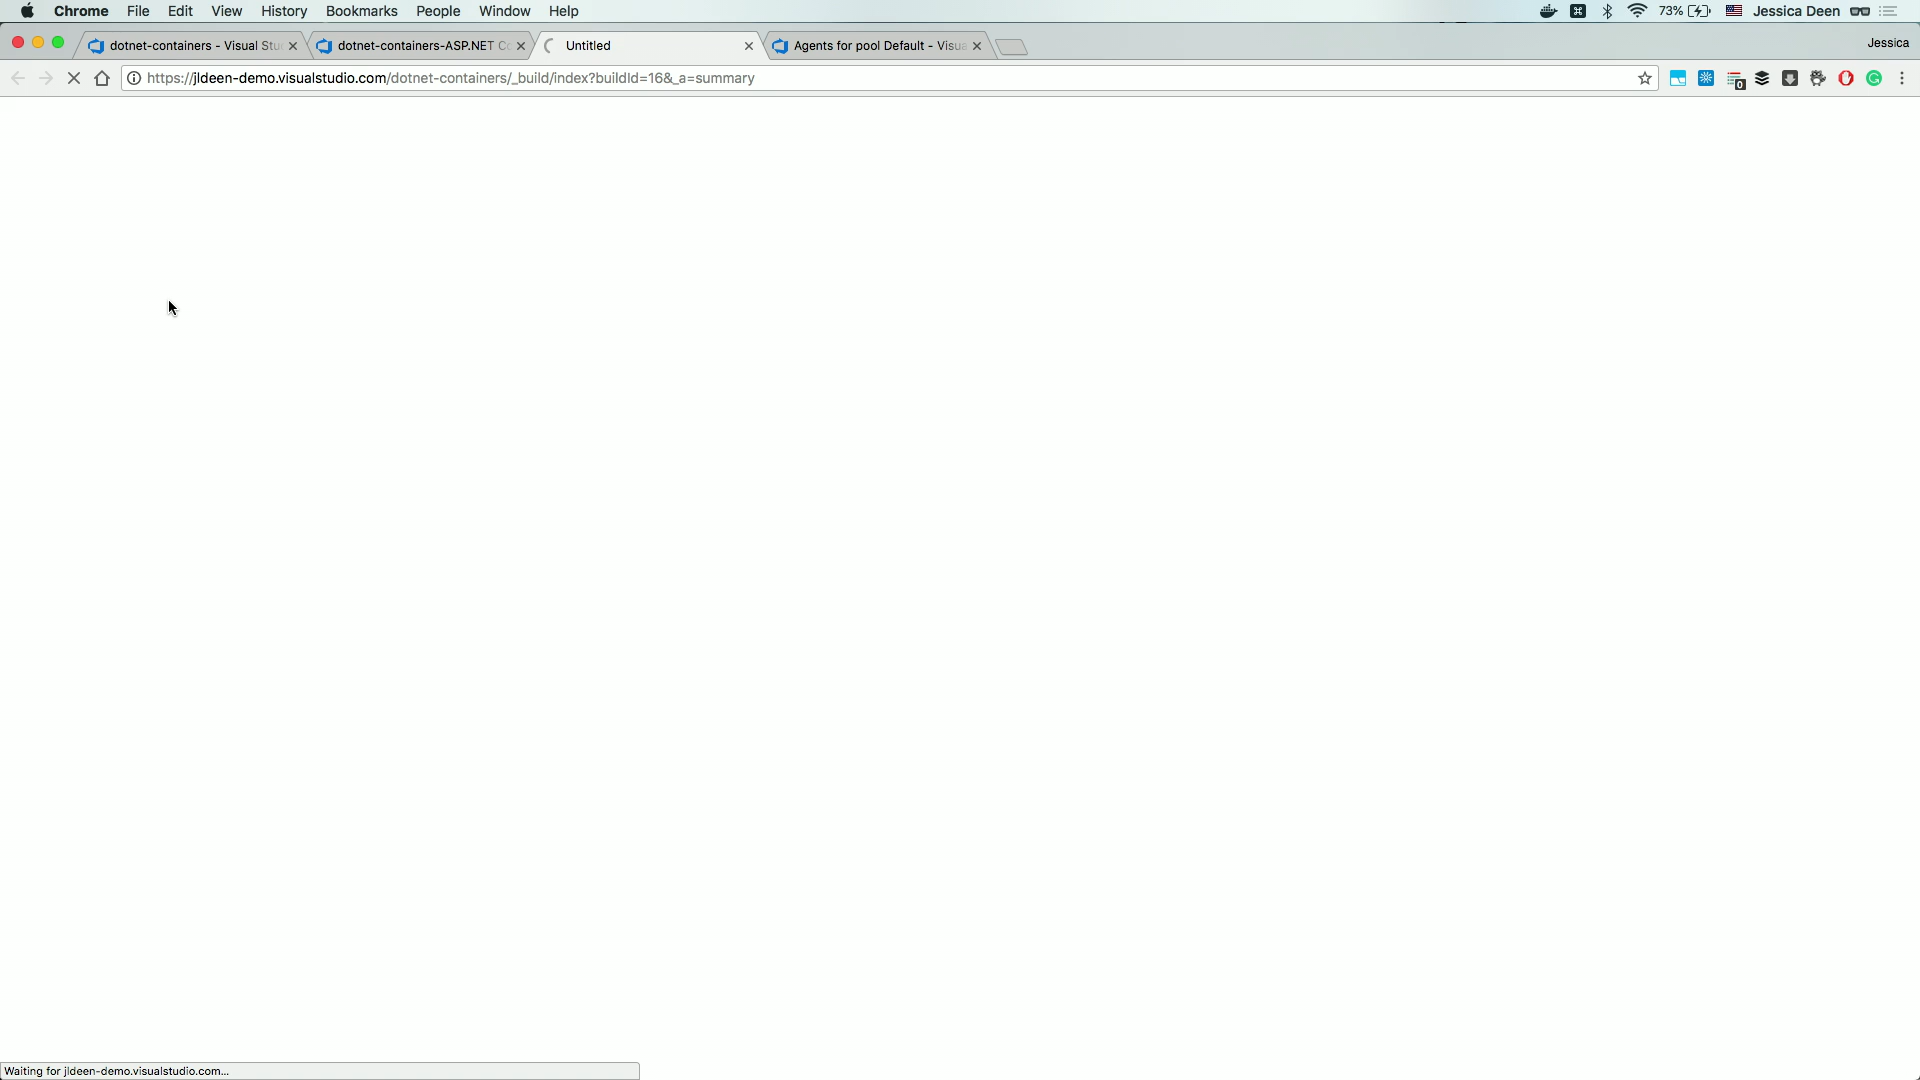 Chrome File Edit View History Bookmarks People Window Help 73% Jessica Deen
dotnet-containers - Visual Stu dotnet-containers-ASP.NET C Untitled Agents for pool Default - Visua Jessica
https://jldeen-demo.visualstudio.com/dotnet-containers/_build/index?buildId=16&_a=summary 0
Waiting for jldeen-demo.visualstudio.com...